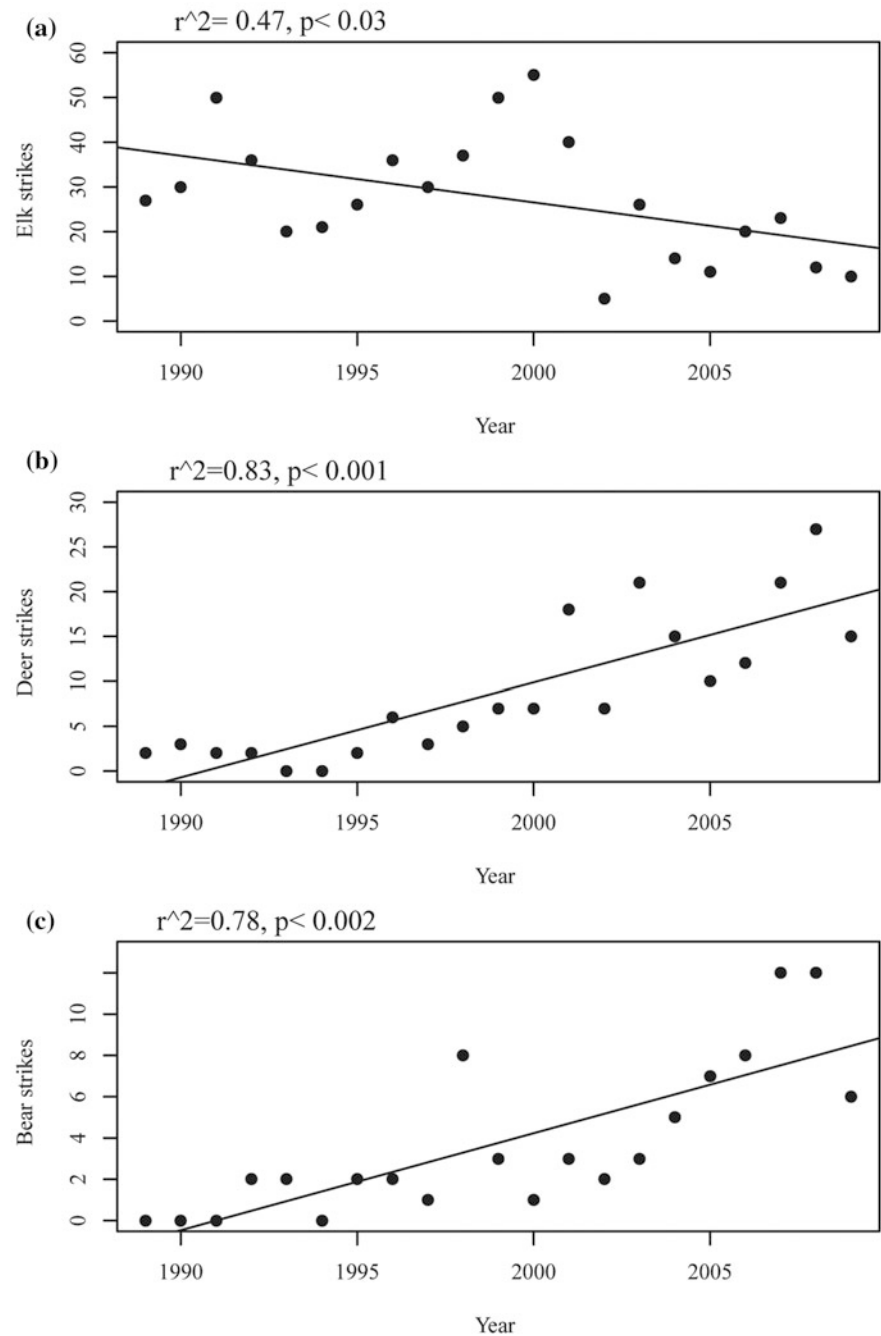 (a)
r^2= 0.47, p< 0.03
60
50
40
30
20
10
0
Elk strikes
1990 1995 2000 2005
Year
(b)
r^2=0.83, p< 0.001
30
25
20
15
10
5
0
Deer strikes
1990 1995 2000 2005
Year
(c)
r^2=0.78, p< 0.002
10
8
6
4
2
0
Bear strikes
1990 1995 2000 2005
Year